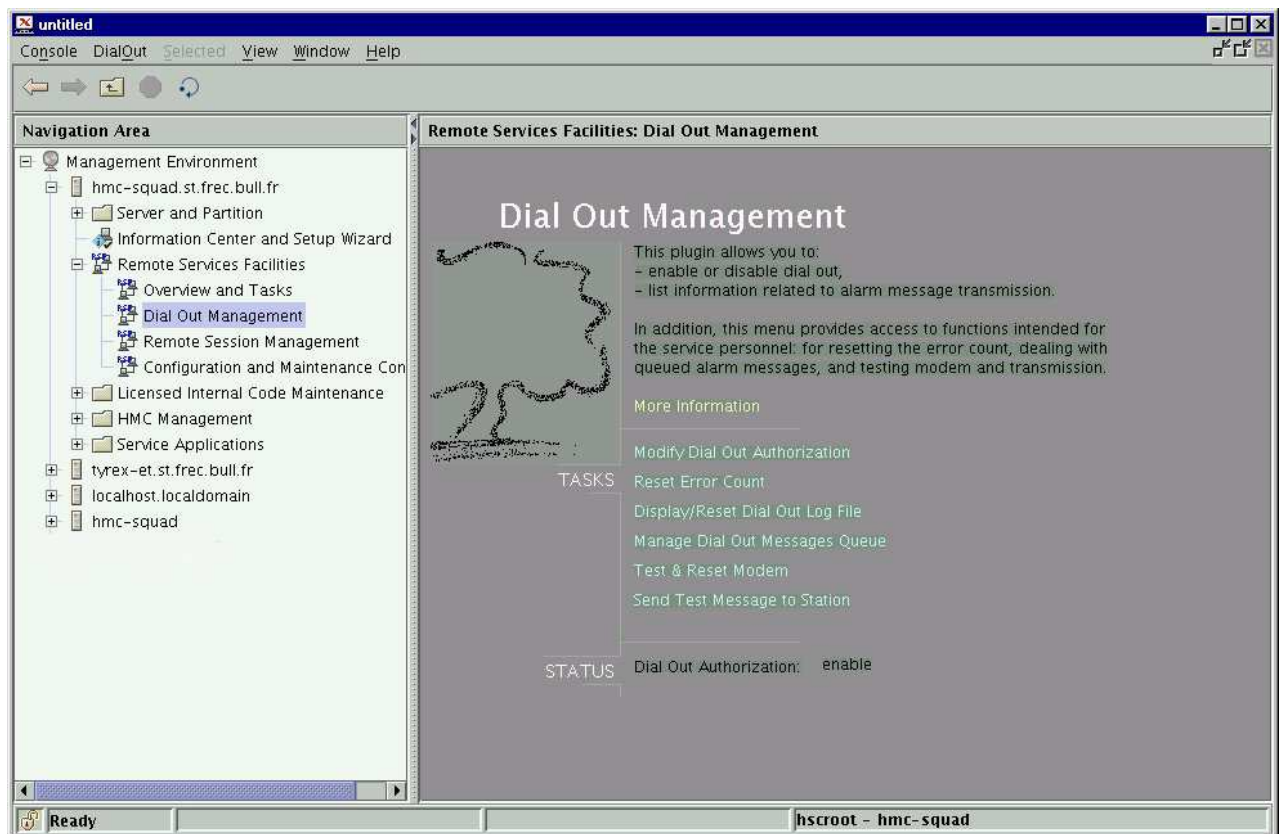 untitled
Console DialOut Selected View Window Help
Navigation Area
Remote Services Facilities: Dial Out Management
Management Environment
hmc-squad.st.frec.bull.fr
Server and Partition
Information Center and Setup Wizard
Remote Services Facilities
Overview and Tasks
Dial Out Management
Remote Session Management
Configuration and Maintenance Con
Licensed Internal Code Maintenance
HMC Management
Service Applications
tyrex-et.st.frec.bull.fr
localhost.localdomain
hmc-squad
Dial Out Management
This plugin allows you to:
- enable or disable dial out,
- list information related to alarm message transmission.
In addition, this menu provides access to functions intended for
the service personnel: for resetting the error count, dealing with
queued alarm messages, and testing modem and transmission.
More Information
Modify Dial Out Authorization
TASKS Reset Error Count
Display/Reset Dial Out Log File
Manage Dial Out Messages Queue
Test & Reset Modem
Send Test Message to Station
STATUS Dial Out Authorization: enable
Ready
hscroot - hmc-squad